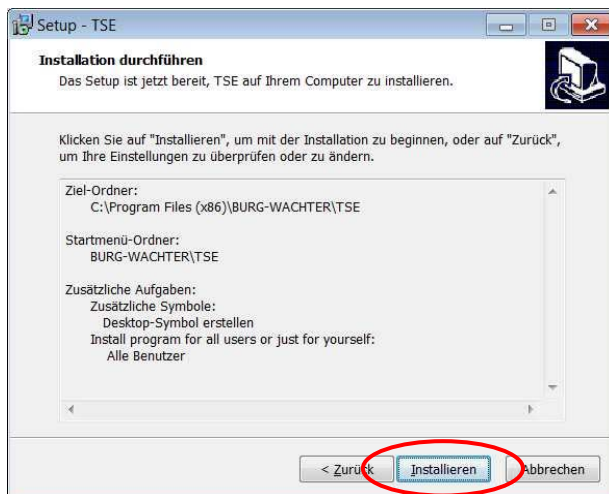 Setup - TSE
Installation durchführen
Das Setup ist jetzt bereit, TSE auf Ihrem Computer zu installieren.
Klicken Sie auf "Installieren", um mit der Installation zu beginnen, oder auf "Zurück",
um Ihre Einstellungen zu überprüfen oder zu ändern.
Ziel-Ordner:
C:\Program Files (x86)\BURG-WACHTER\TSE
Startmenü-Ordner:
BURG-WACHTER\TSE
Zusätzliche Aufgaben:
Zusätzliche Symbole:
Desktop-Symbol erstellen
Install program for all users or just for yourself:
Alle Benutzer
< Zurück Installieren Abbrechen